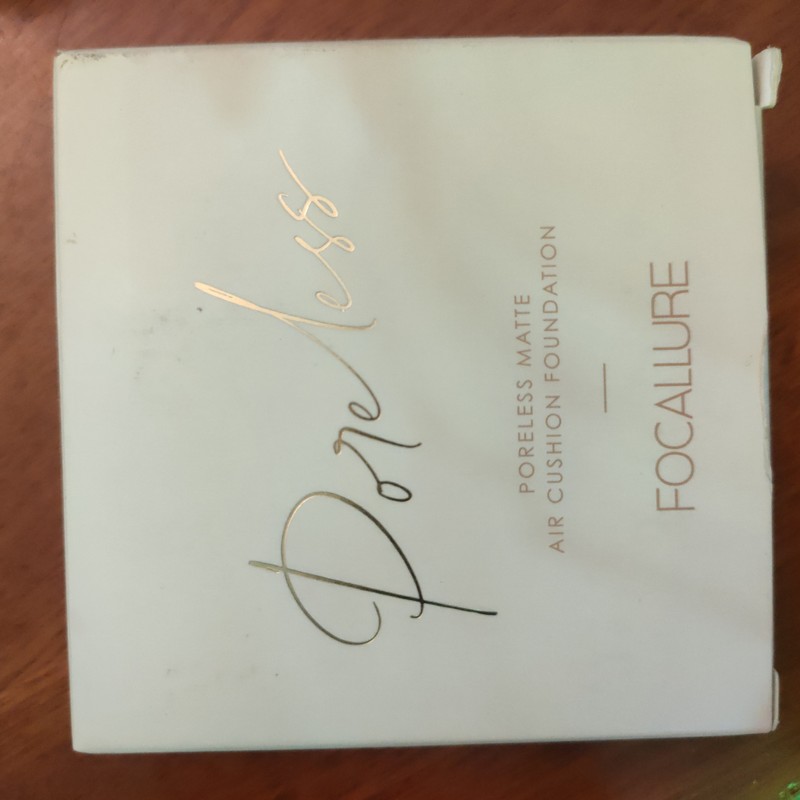 Poreless
PORELESS MATTE
AIR CUSHION FOUNDATION
FOCALLURE